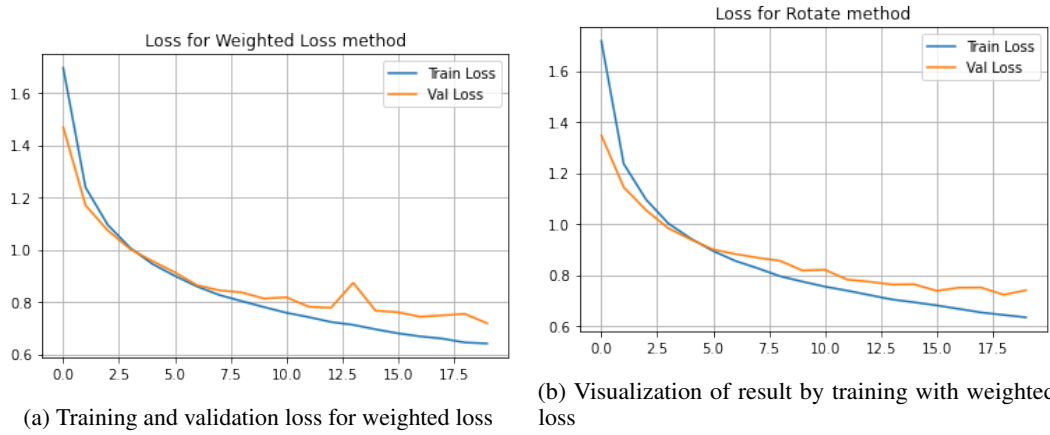 Loss for Weighted Loss method
Train Loss
Val Loss
1.6
1.4
1.2
1.0
0.8
0.6
0.0 2.5 5.0 7.5 10.0 12.5 15.0 17.5
(a) Training and validation loss for weighted loss
Loss for Rotate method
Train Loss
Val Loss
1.6
1.4
1.2
1.0
0.8
0.6
0.0 2.5 5.0 7.5 10.0 12.5 15.0 17.5
(b) Visualization of result by training with weighted
loss